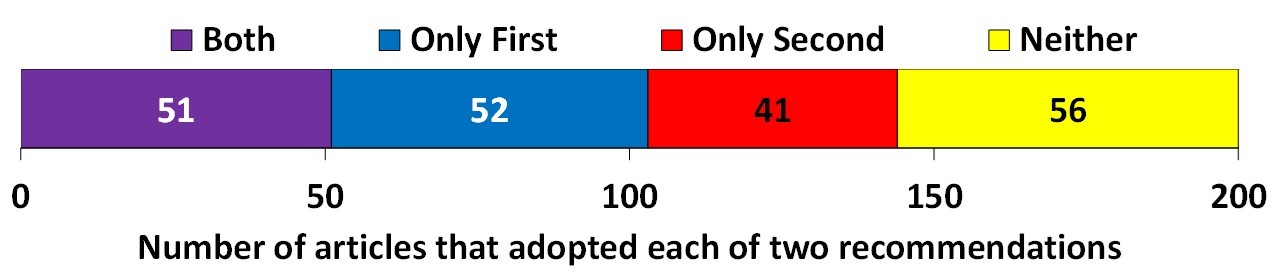 Both Only First Only Second Neither
51 52 41 56
0 50 100 150 200
Number of articles that adopted each of two recommendations